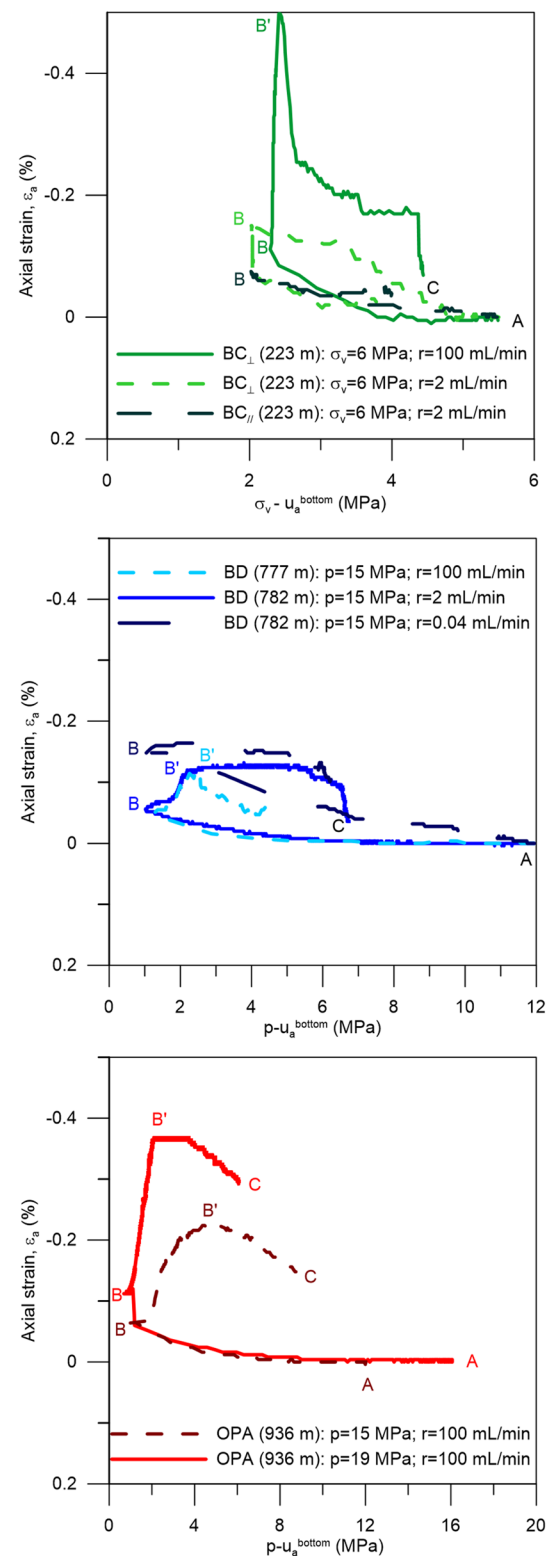 B'
-0.4
Axial strain, εa (%)
-0.2
B
B
B
C
0
A
BC⊥ (223 m): σv=6 MPa; r=100 mL/min
BC⊥ (223 m): σv=6 MPa; r=2 mL/min
BC// (223 m): σv=6 MPa; r=2 mL/min
0.2
0 2 4 6
σv - ua^bottom (MPa)
BD (777 m): p=15 MPa; r=100 mL/min
-0.4
BD (782 m): p=15 MPa; r=2 mL/min
BD (782 m): p=15 MPa; r=0.04 mL/min
Axial strain, εa (%)
-0.2
B
B' B'
B
C
0
A
0.2
0 2 4 6 8 10 12
p-ua^bottom (MPa)
B'
-0.4
Axial strain, εa (%)
C
B'
-0.2
B
C
B
0
A
A
OPA (936 m): p=15 MPa; r=100 mL/min
OPA (936 m): p=19 MPa; r=100 mL/min
0.2
0 4 8 12 16 20
p-ua^bottom (MPa)